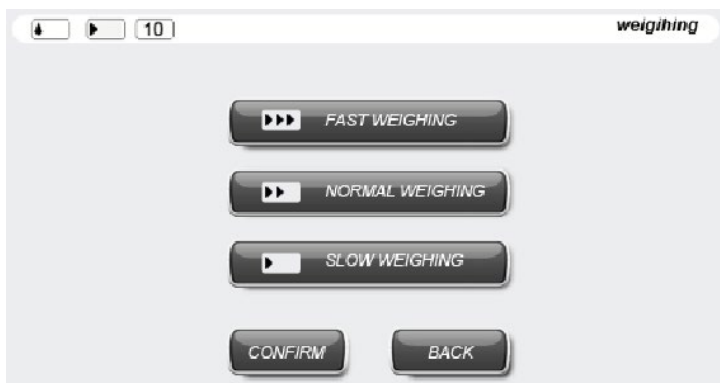 10 weigihing
FAST WEIGHING
NORMAL WEIGHING
SLOW WEIGHING
CONFIRM BACK